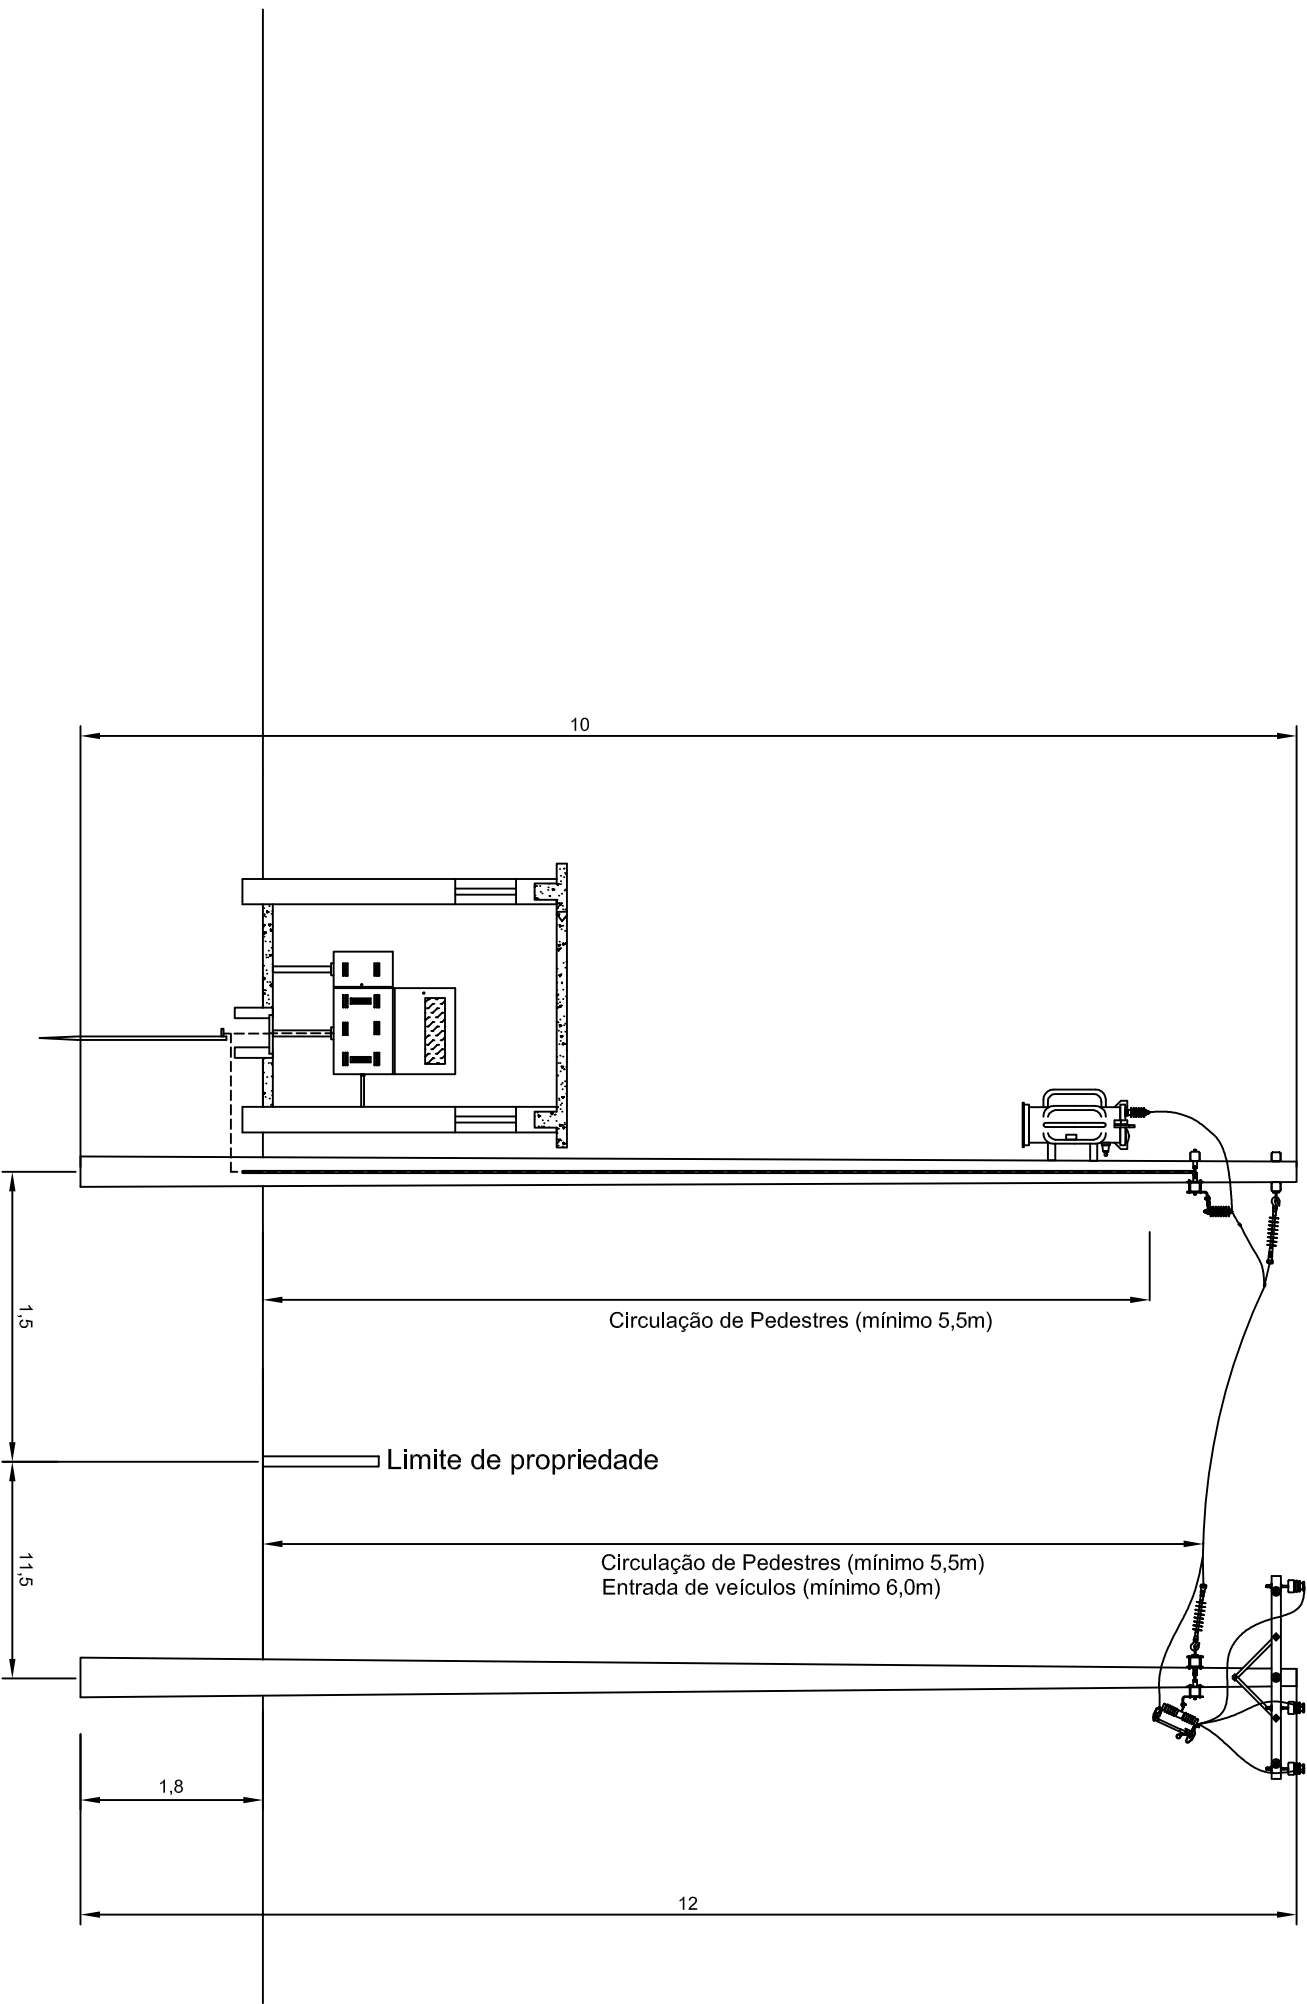 10
1,5
Circulação de Pedestres (mínimo 5,5m)
Limite de propriedade
11,5
Circulação de Pedestres (mínimo 5,5m)
Entrada de veículos (mínimo 6,0m)
1,8
12